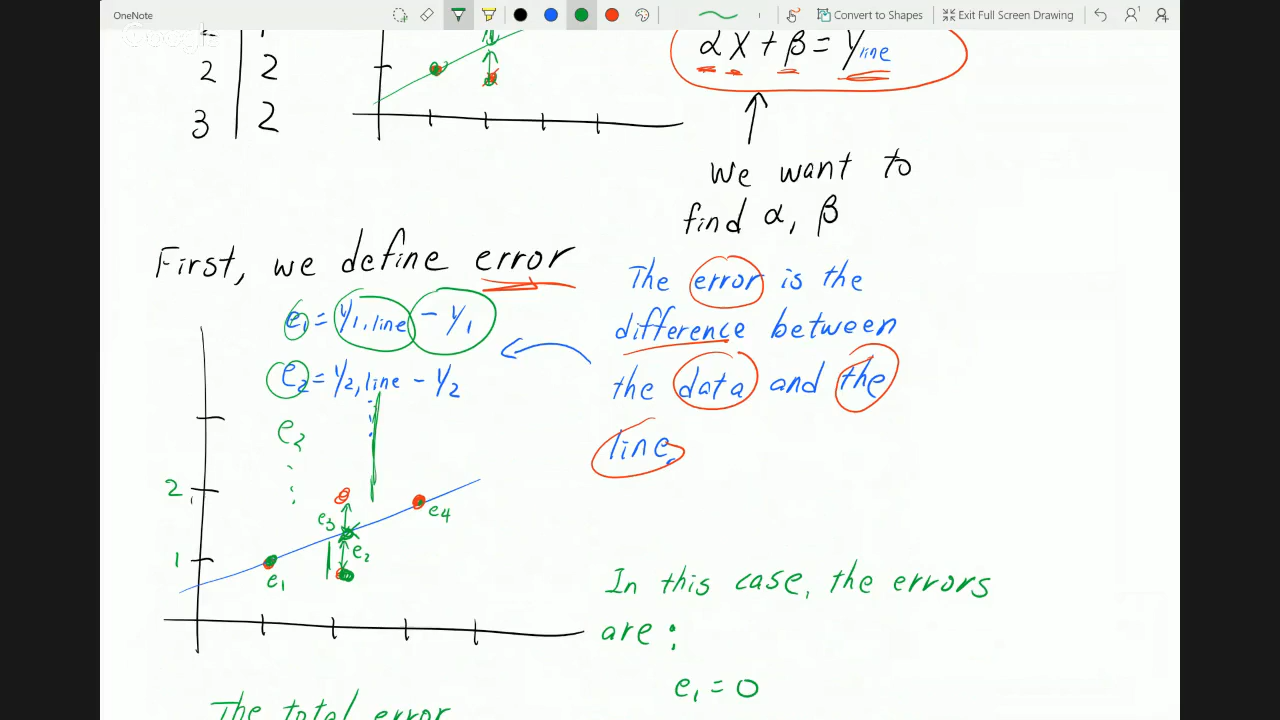 OneNote
Convert to Shapes
Exit Full Screen Drawing
Google
2 2
3 2
αx + β = y line
We want to
find α, β
First, we define error
e1 = y1, line - y1
e2 = y2, line - y2
e2
The error is the
difference between
the data and the
line.
2
1
e3
e4
e2
e1
In this case, the errors
are:
e1 = 0
The total error